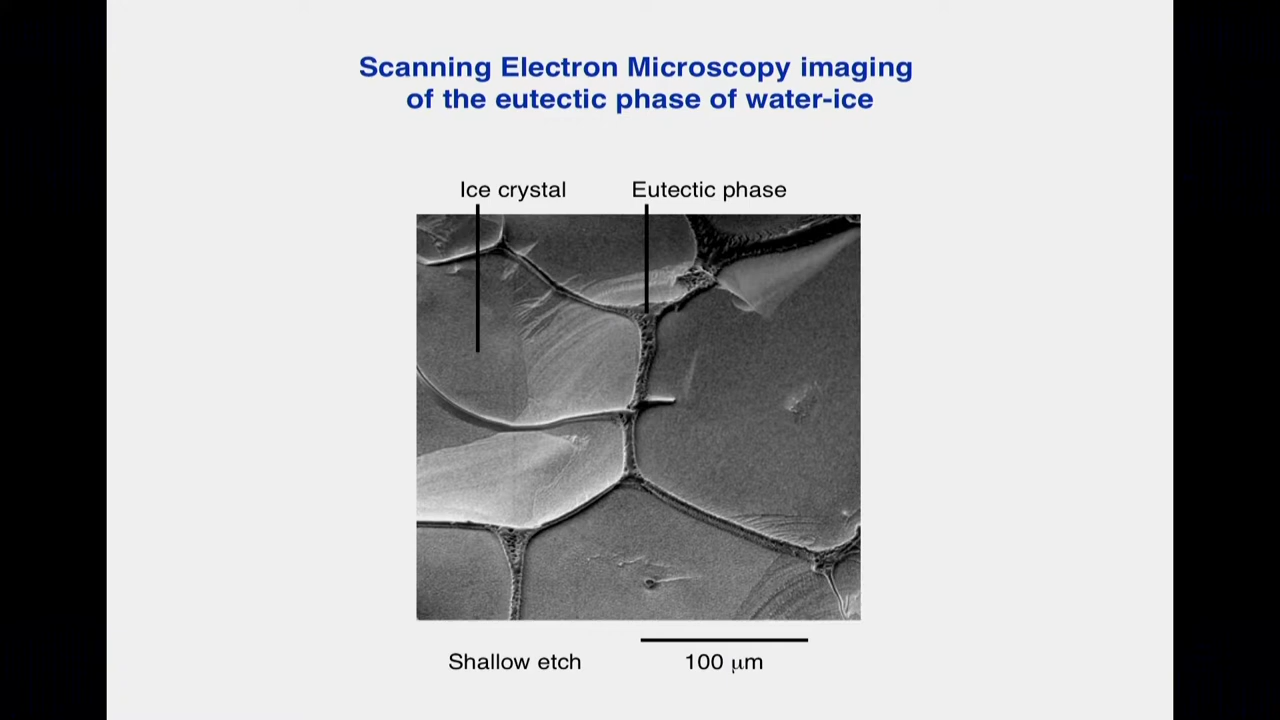 Scanning Electron Microscopy imaging
of the eutectic phase of water-ice
Ice crystal
Eutectic phase
Shallow etch
100 μm